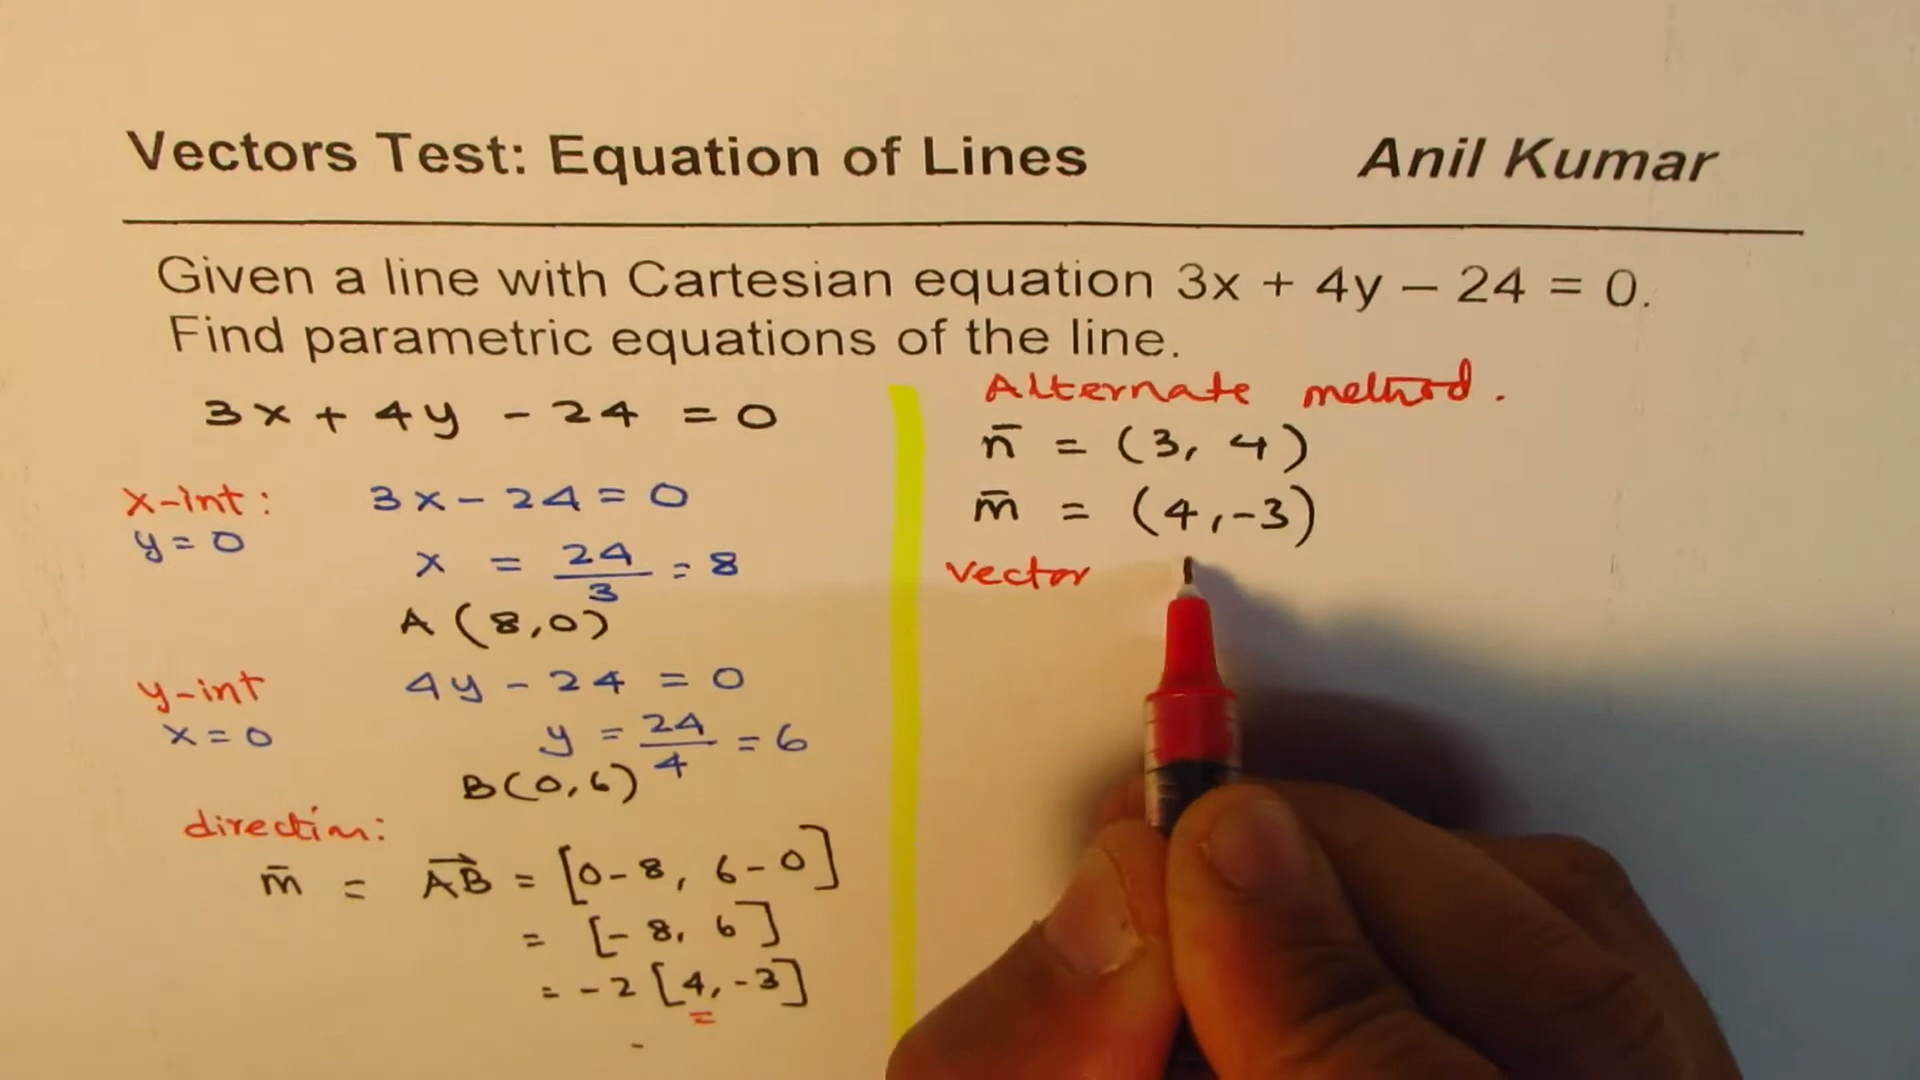 Vectors Test: Equation of Lines Anil Kumar
Given a line with Cartesian equation 3x + 4y – 24 = 0.
Find parametric equations of the line.
3x + 4y - 24 = 0
x-int: 3x - 24 = 0
y = 0
x = 24/3 = 8
A (8,0)
y-int 4y - 24 = 0
x = 0
y = 24/4 = 6
B(0,6)
direction:
m̄ = A⃗B⃗ = [0-8, 6-0]
= [-8, 6]
= -2 [4, -3]
Alternate method.
n̄ = (3, 4)
m̄ = (4, -3)
vector